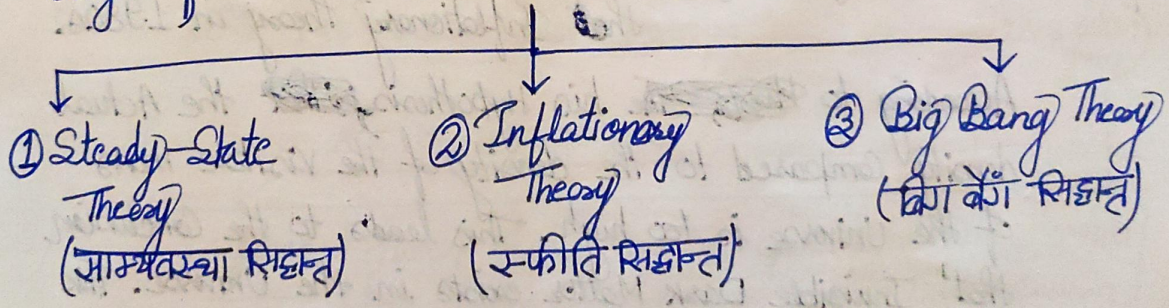 ① Steady-State
Theory
(साम्यवस्था सिद्धान्त)
② Inflationary
Theory
(स्फीति सिद्धान्त)
③ Big Bang Theory
(बिग बैंग सिद्धान्त)